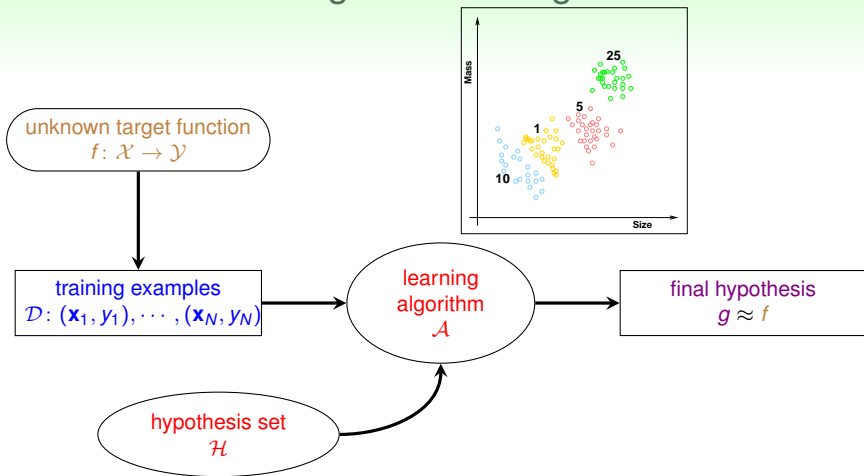 25
5
1
10
Mass
Size
unknown target function
f: 𝒳 → 𝒴
training examples
𝒟: (x₁, y₁), ⋯ , (x_N, y_N)
learning
algorithm
𝒜
final hypothesis
g ≈ f
hypothesis set
ℋ